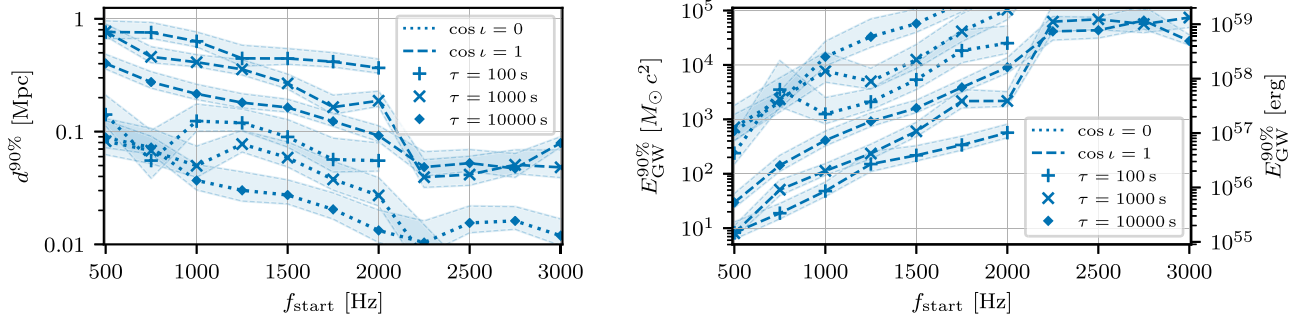 1
0.1
0.01
d^{90%} [Mpc]
500 1000 1500 2000 2500 3000
f_start [Hz]
cos ι = 0
cos ι = 1
τ = 100 s
τ = 1000 s
τ = 10000 s
10^5
10^4
10^3
10^2
10^1
E_GW^{90%} [M_⊙ c^2]
500 1000 1500 2000 2500 3000
f_start [Hz]
cos ι = 0
cos ι = 1
τ = 100 s
τ = 1000 s
τ = 10000 s
10^59
10^58
10^57
10^56
10^55
E_GW^{90%} [erg]